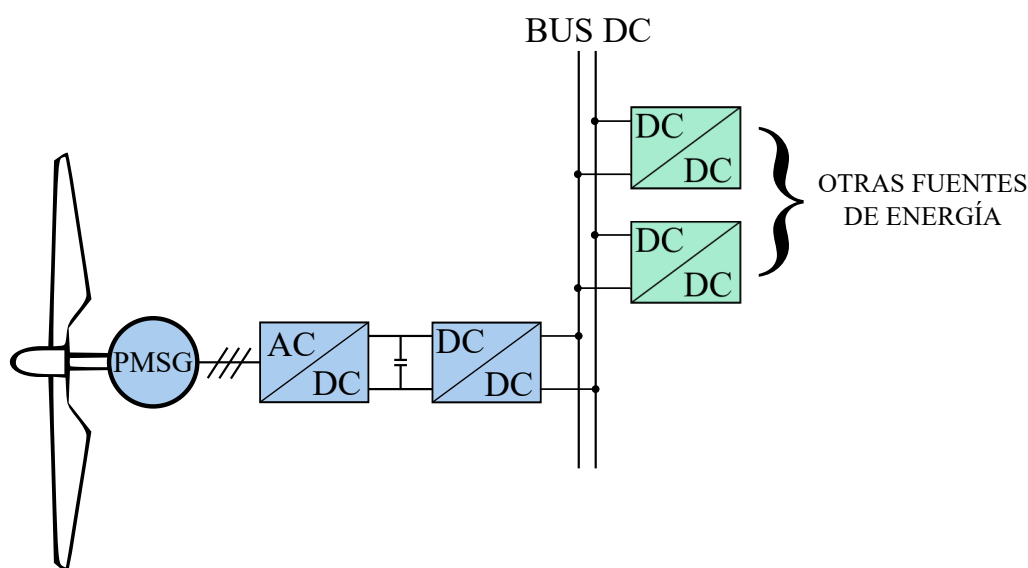 BUS DC
DC
DC
OTRAS FUENTES
DE ENERGÍA
DC
DC
PMSG
AC
DC
DC
DC